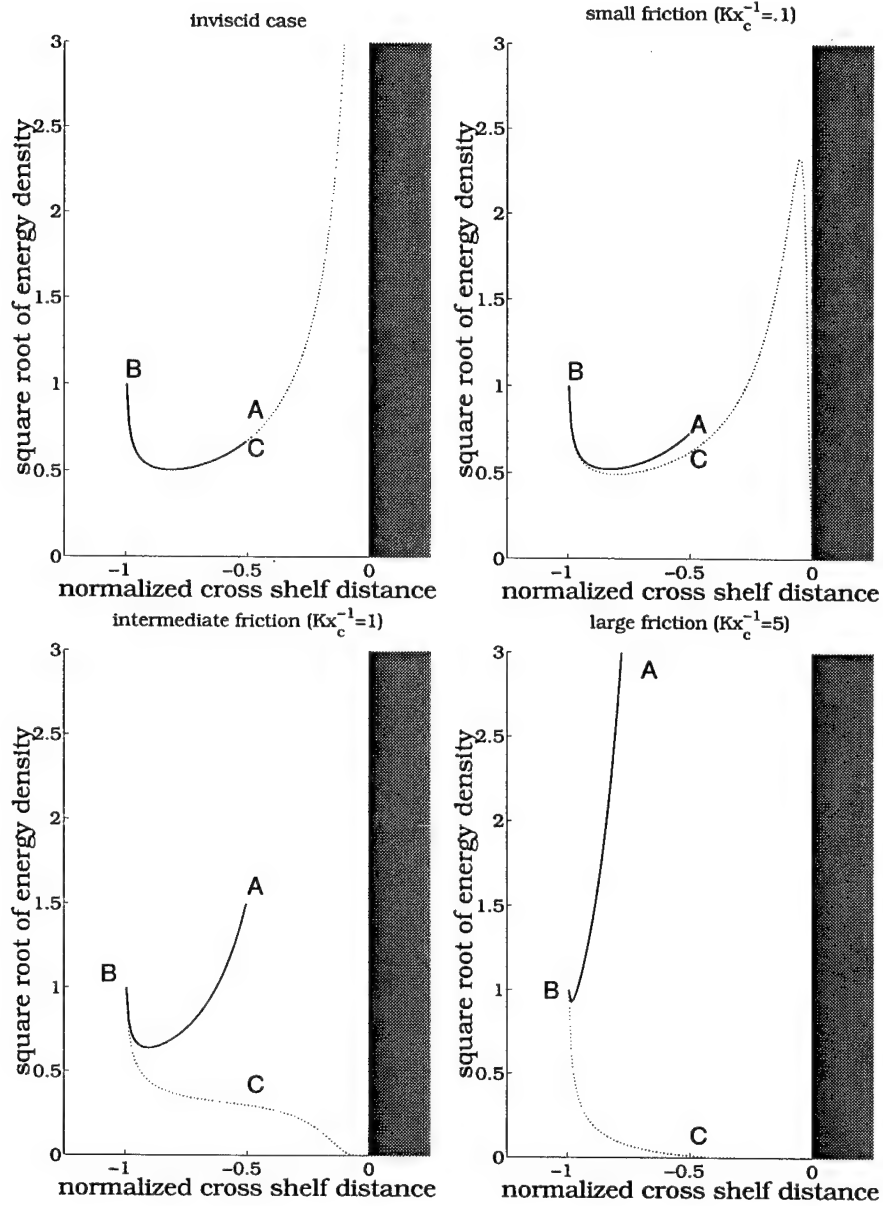 inviscid case
3
2.5
2
1.5
1
0.5
0
square root of energy density
B
A
C
-1
-0.5
0
normalized cross shelf distance
small friction (Kx_c^-1=.1)
3
2.5
2
1.5
1
0.5
0
square root of energy density
B
A
C
-1
-0.5
0
normalized cross shelf distance
intermediate friction (Kx_c^-1=1)
3
2.5
2
1.5
1
0.5
0
square root of energy density
B
A
C
-1
-0.5
0
normalized cross shelf distance
large friction (Kx_c^-1=5)
3
2.5
2
1.5
1
0.5
0
square root of energy density
A
B
C
-1
-0.5
0
normalized cross shelf distance